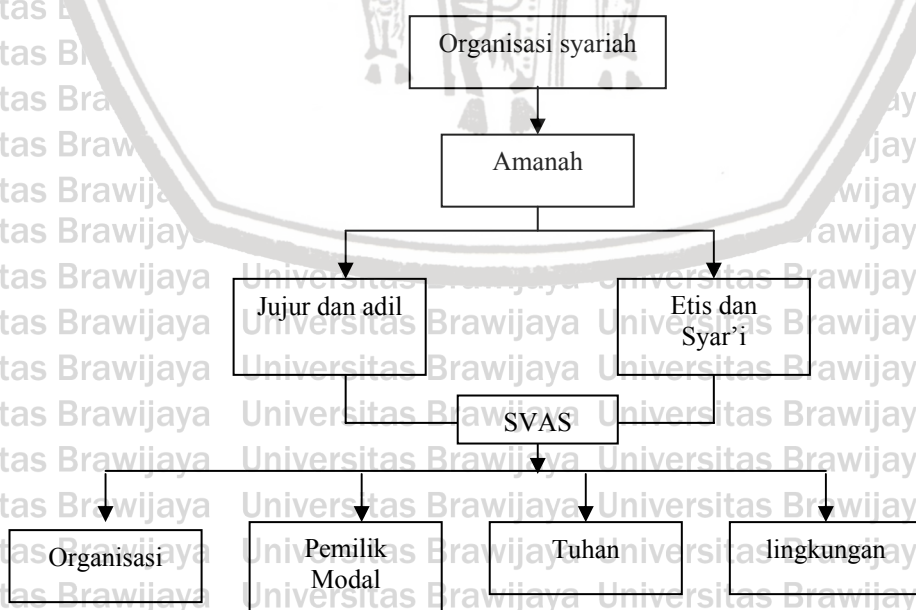 Organisasi syariah
Amanah
Jujur dan adil
Etis dan
Syar’i
SVAS
Organisasi
Pemilik
Modal
Tuhan
lingkungan